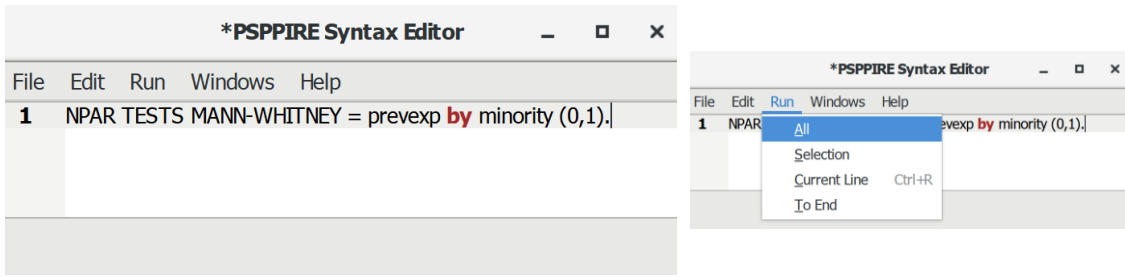 *PSPPIRE Syntax Editor
File Edit Run Windows Help
1 NPAR TESTS MANN-WHITNEY = prevexp by minority (0,1).
*PSPPIRE Syntax Editor
File Edit Run Windows Help
1 NPAR evexp by minority (0,1).
All
Selection
Current Line Ctrl+R
To End